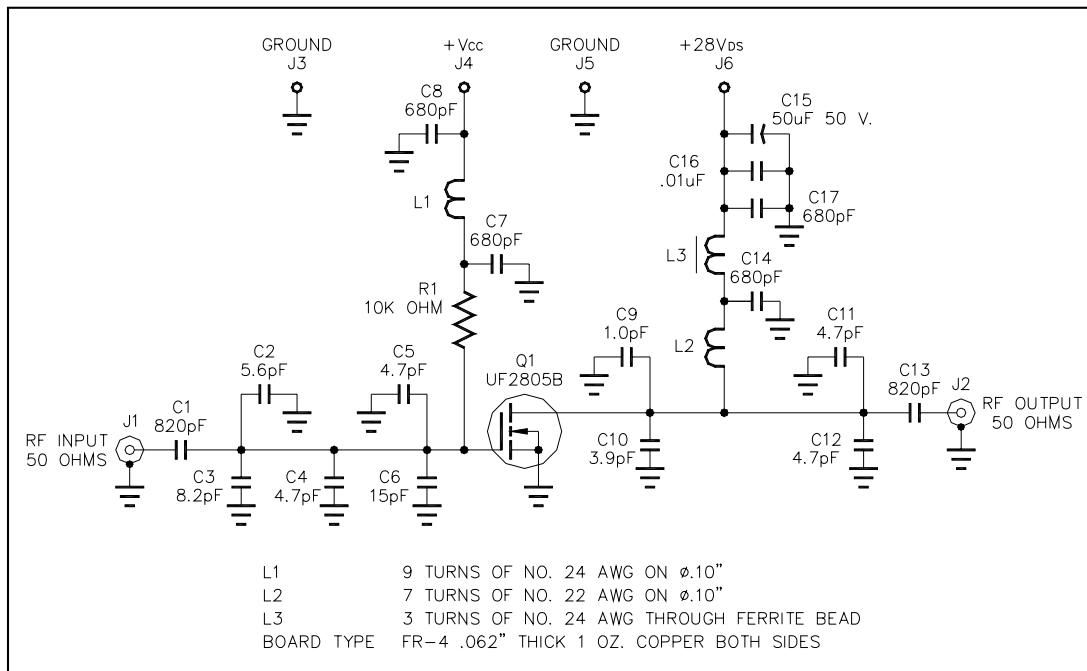 GROUND
J3
+Vcc
J4
GROUND
J5
+28VDS
J6
C8
680pF
C15
50uF 50 V.
C16
.01uF
C17
680pF
L1
C7
680pF
L3
C14
680pF
R1
10K OHM
C9
1.0pF
L2
C11
4.7pF
C2
5.6pF
C5
4.7pF
Q1
UF2805B
C13
820pF
J2
RF OUTPUT
50 OHMS
J1
C1
820pF
RF INPUT
50 OHMS
C3
8.2pF
C4
4.7pF
C6
15pF
C10
3.9pF
C12
4.7pF
L1 9 TURNS OF NO. 24 AWG ON ø.10"
L2 7 TURNS OF NO. 22 AWG ON ø.10"
L3 3 TURNS OF NO. 24 AWG THROUGH FERRITE BEAD
BOARD TYPE FR-4 .062" THICK 1 OZ. COPPER BOTH SIDES